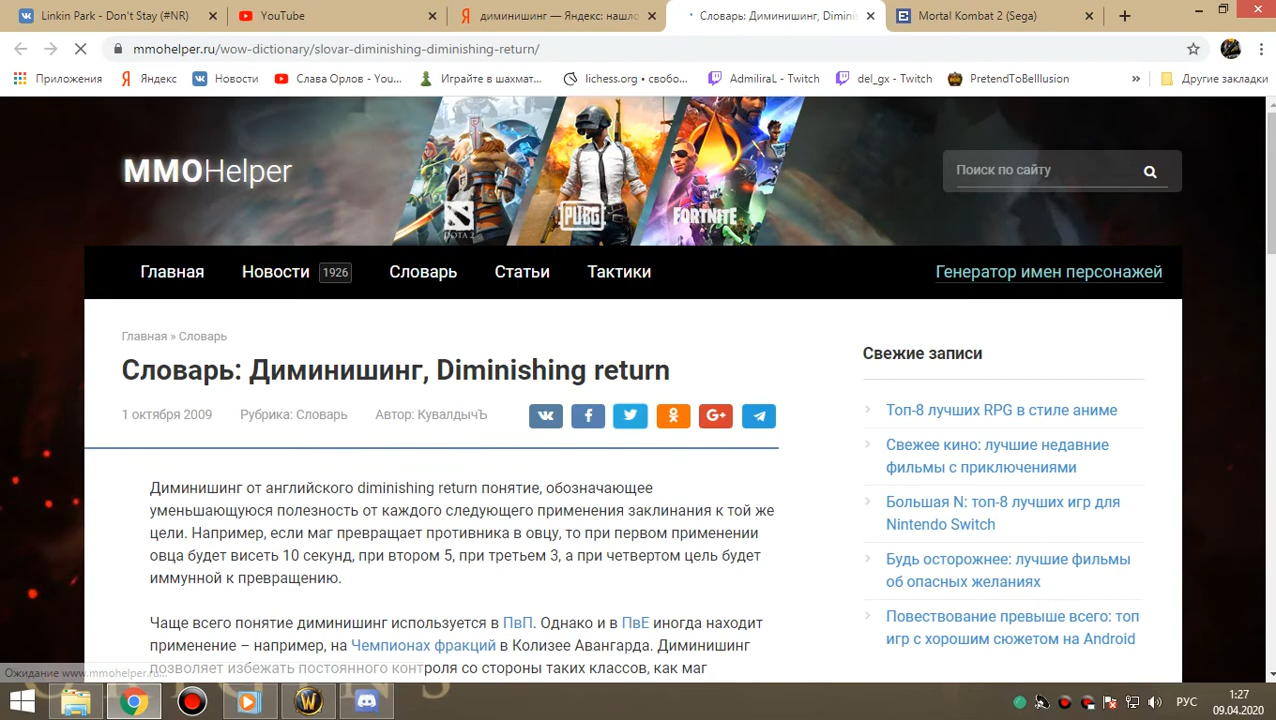 Linkin Park - Don't Stay (#NR)
YouTube
диминишинг — Яндекс: нашло
Словарь: Диминишинг, Dimini
Mortal Kombat 2 (Sega)
mmohelper.ru/wow-dictionary/slovar-diminishing-diminishing-return/
Приложения
Яндекс
Новости
Слава Орлов - You...
Играйте в шахмат...
lichess.org • свобо...
AdmiraL - Twitch
del_gx - Twitch
PretendToBeIllusion
»
Другие закладки
MMOHelper
DOTA 2
PUBG
FORTNITE
Поиск по сайту
Главная
Новости 1926
Словарь
Статьи
Тактики
Генератор имен персонажей
Главная » Словарь
Словарь: Диминишинг, Diminishing return
1 октября 2009 Рубрика: Словарь Автор: КувалдычЪ
Диминишинг от английского diminishing return понятие, обозначающее
уменьшающуюся полезность от каждого следующего применения заклинания к той же
цели. Например, если маг превращает противника в овцу, то при первом применении
овца будет висеть 10 секунд, при втором 5, при третьем 3, а при четвертом цель будет
иммунной к превращению.
Чаще всего понятие диминишинг используется в ПвП. Однако и в ПвЕ иногда находит
применение – например, на Чемпионах фракций в Колизее Авангарда. Диминишинг
позволяет избежать постоянного контроля со стороны таких классов, как маг
Свежие записи
Топ-8 лучших RPG в стиле аниме
Свежее кино: лучшие недавние
фильмы с приключениями
Большая N: топ-8 лучших игр для
Nintendo Switch
Будь осторожнее: лучшие фильмы
об опасных желаниях
Повествование превыше всего: топ
игр с хорошим сюжетом на Android
Ожидание www.mmohelper.ru...
РУС
1:27
09.04.2020